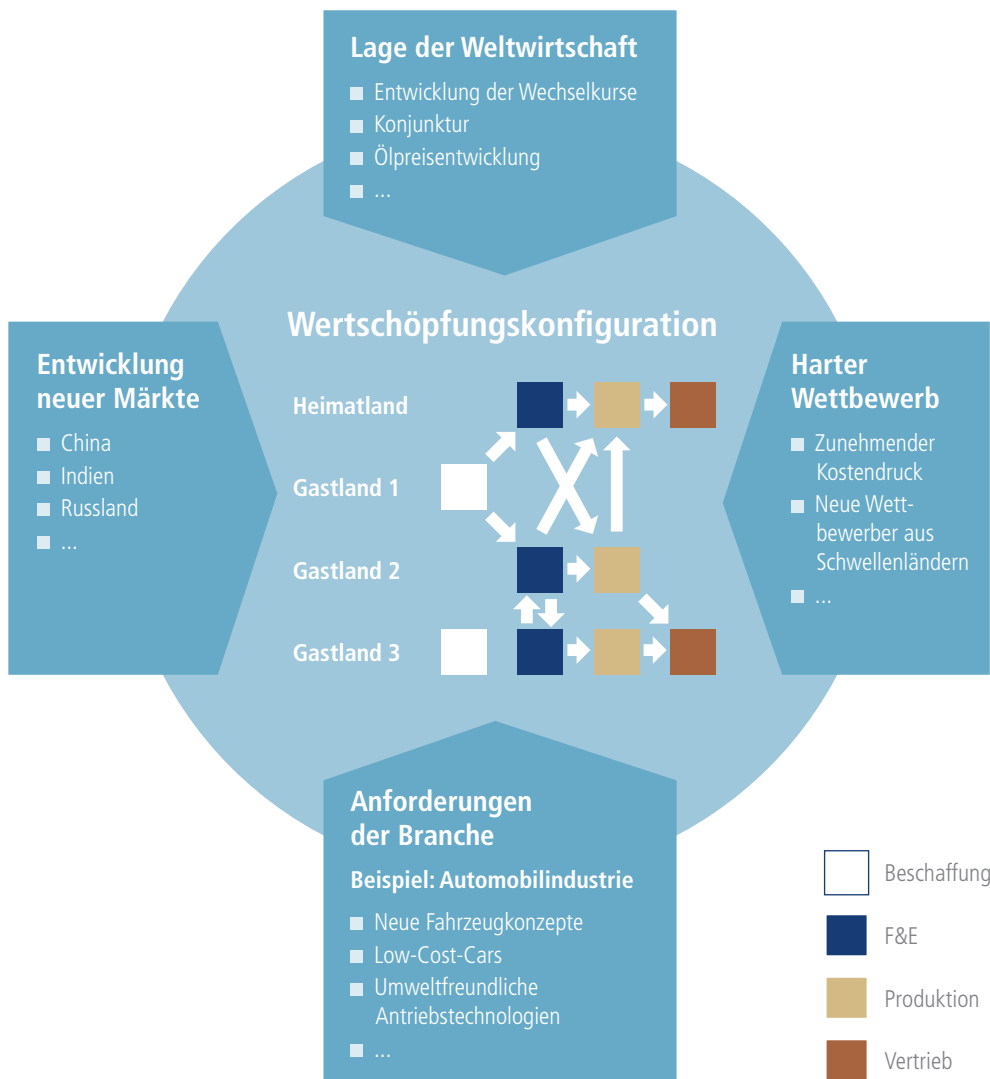 Lage der Weltwirtschaft
Entwicklung der Wechselkurse
Konjunktur
Ölpreisentwicklung
...
Wertschöpfungskonfiguration
Entwicklung
neuer Märkte
China
Indien
Russland
...
Heimatland
Gastland 1
Gastland 2
Gastland 3
Harter
Wettbewerb
Zunehmender
Kostendruck
Neue Wett-
bewerber aus
Schwellenländern
...
Anforderungen
der Branche
Beispiel: Automobilindustrie
Neue Fahrzeugkonzepte
Low-Cost-Cars
Umweltfreundliche
Antriebstechnologien
...
Beschaffung
F&E
Produktion
Vertrieb